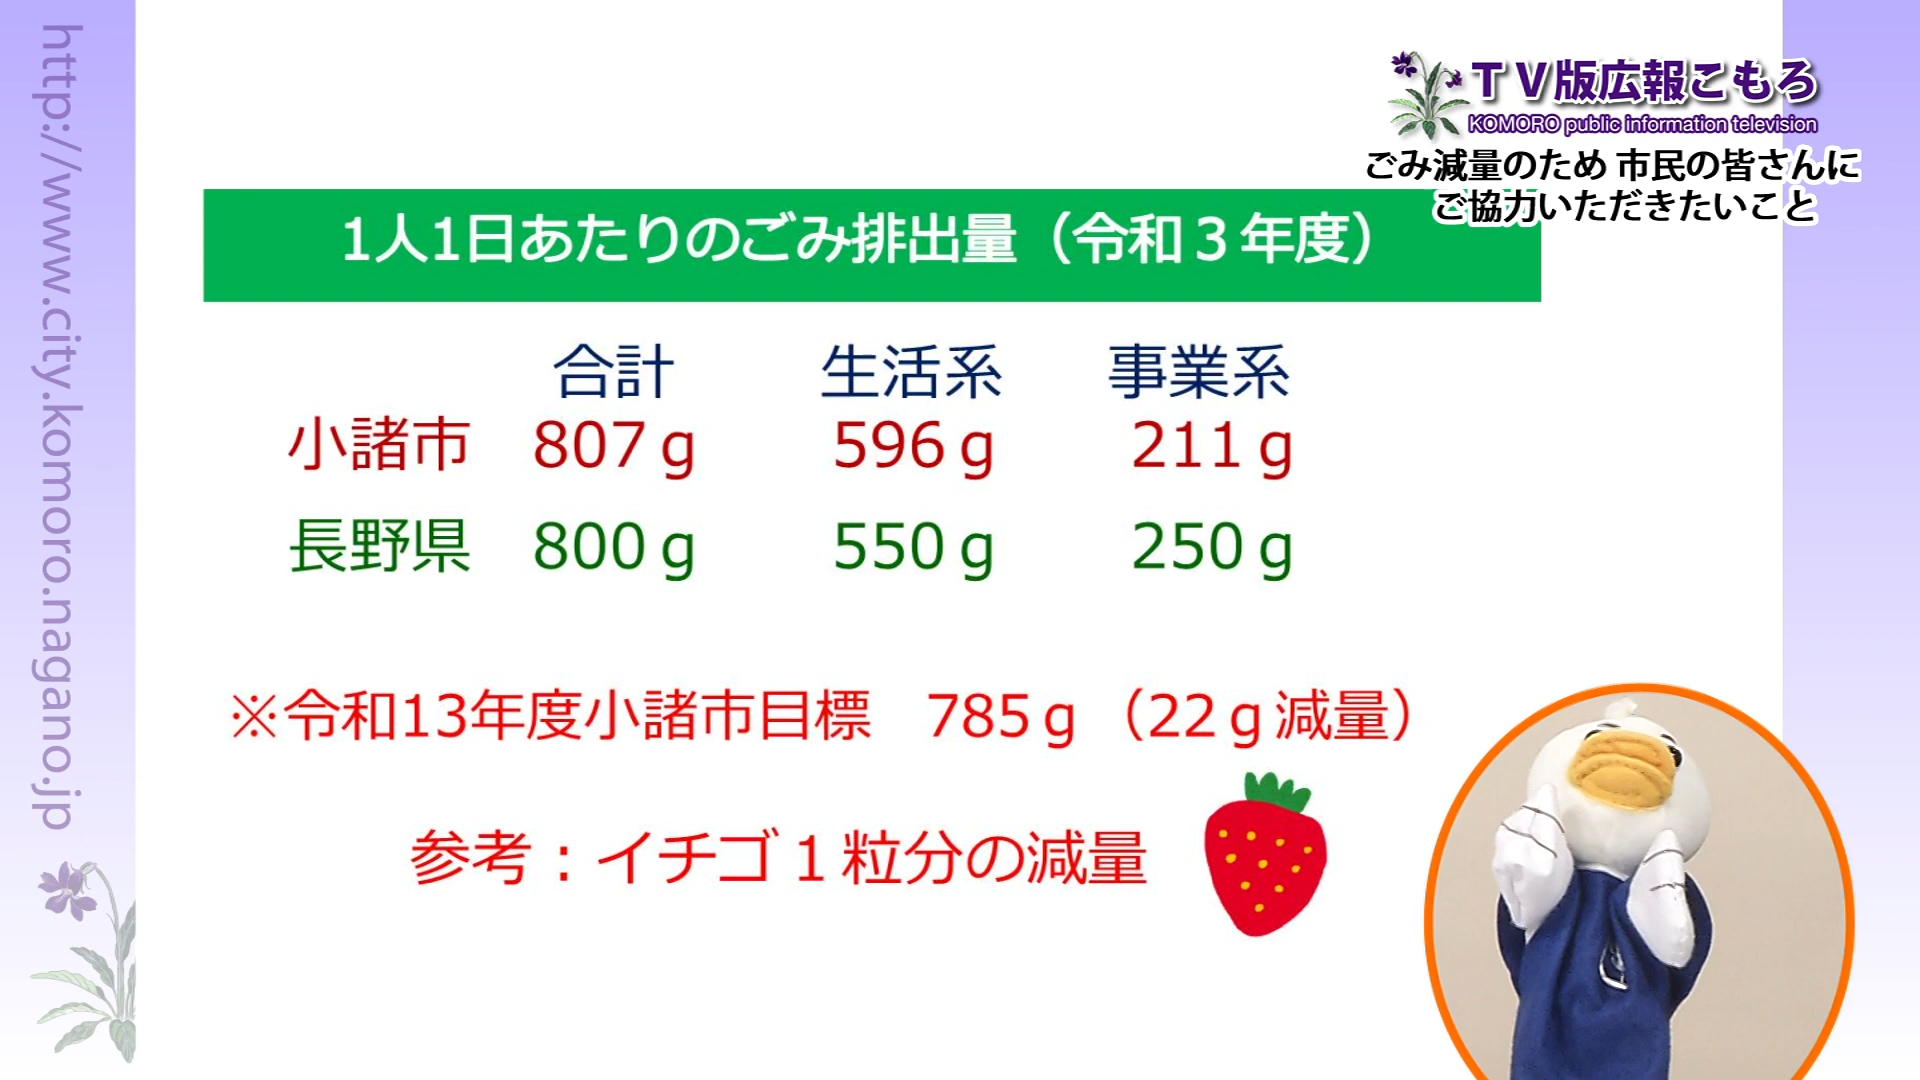 http://www.city.komoro.nagano.jp
TV版広報こもろ
KOMORO public information television
ごみ減量のため 市民の皆さんに
ご協力いただきたいこと
1人1日あたりのごみ排出量（令和３年度）
合計 生活系 事業系
小諸市 807ｇ 596ｇ 211ｇ
長野県 800ｇ 550ｇ 250ｇ
※令和13年度小諸市目標 785ｇ（22ｇ減量）
参考：イチゴ１粒分の減量